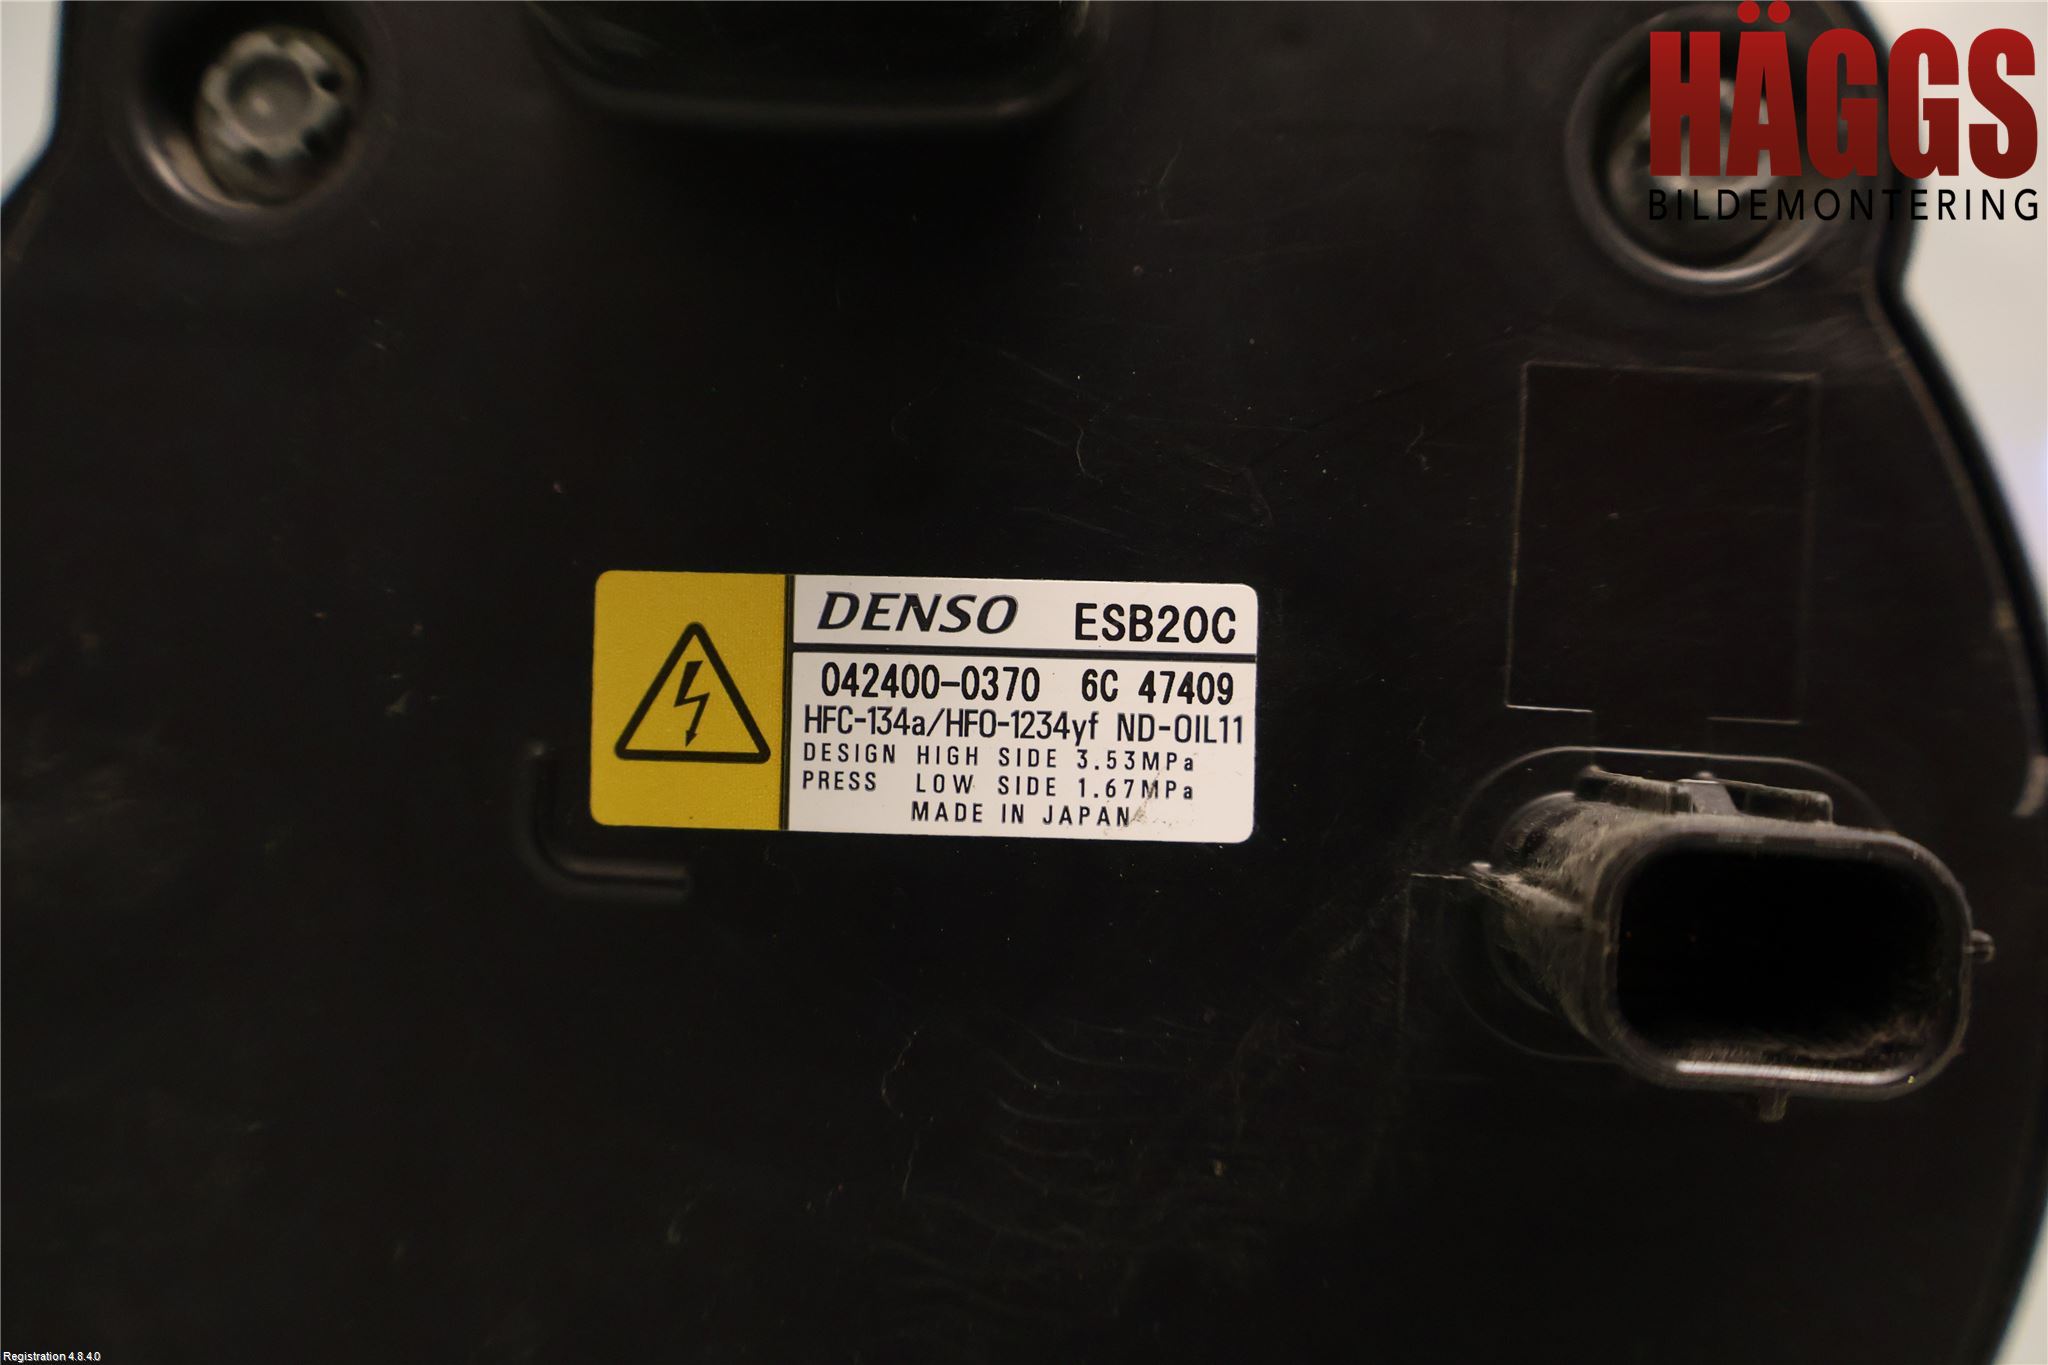 HÄGGS
BILDEMONTERING
DENSO ESB20C
042400-0370 6C 47409
HFC-134a/HFO-1234yf ND-OIL11
DESIGN HIGH SIDE 3.53MPa
PRESS LOW SIDE 1.67MPa
MADE IN JAPAN
Registration 4.8.4.0